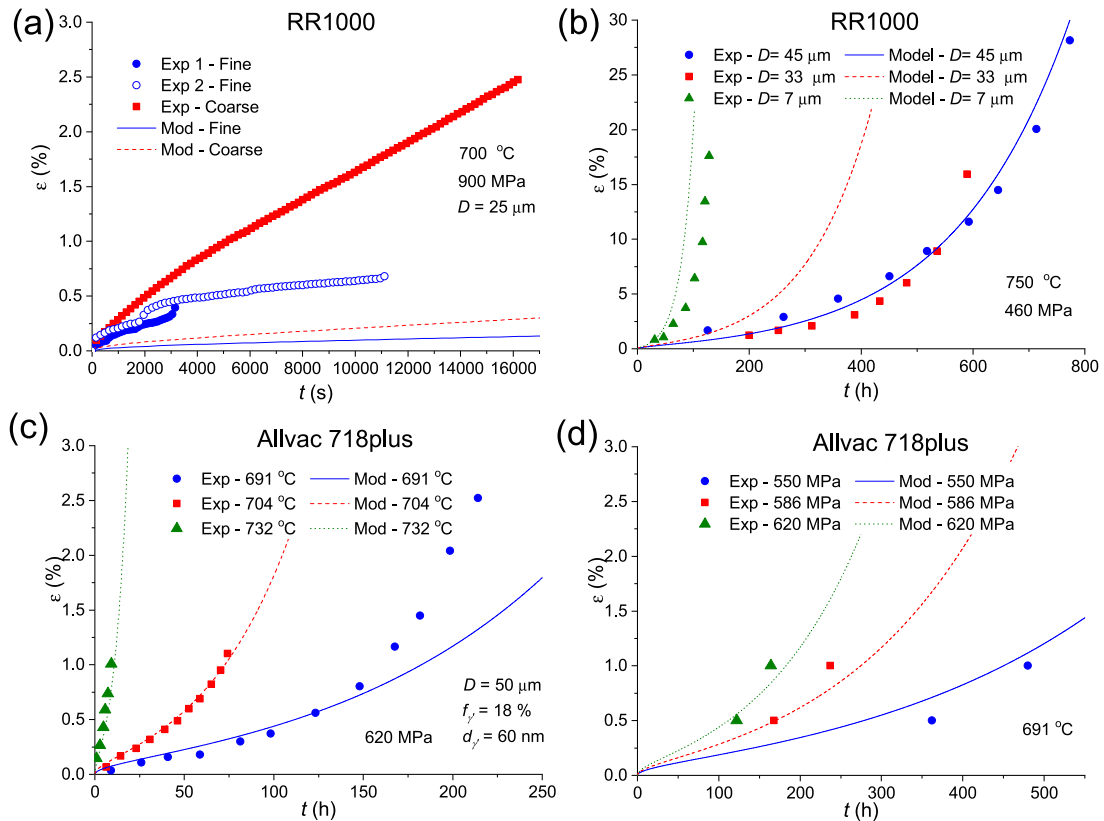 (a)
RR1000
3.0
2.5
2.0
1.5
1.0
0.5
0.0
ε (%)
Exp 1 - Fine
Exp 2 - Fine
Exp - Coarse
Mod - Fine
Mod - Coarse
700 °C
900 MPa
D = 25 μm
0 2000 4000 6000 8000 10000 12000 14000 16000
t (s)
(b)
RR1000
30
25
20
15
10
5
0
ε (%)
Exp - D= 45 μm Model - D= 45 μm
Exp - D= 33 μm Model - D= 33 μm
Exp - D= 7 μm Model - D= 7 μm
750 °C
460 MPa
0 200 400 600 800
t (h)
(c)
Allvac 718plus
3.0
2.5
2.0
1.5
1.0
0.5
0.0
ε (%)
Exp - 691 °C Mod - 691 °C
Exp - 704 °C Mod - 704 °C
Exp - 732 °C Mod - 732 °C
D = 50 μm
fγ' = 18 %
dγ' = 60 nm
620 MPa
0 50 100 150 200 250
t (h)
(d)
Allvac 718plus
3.0
2.5
2.0
1.5
1.0
0.5
0.0
ε (%)
Exp - 550 MPa Mod - 550 MPa
Exp - 586 MPa Mod - 586 MPa
Exp - 620 MPa Mod - 620 MPa
691 °C
0 100 200 300 400 500
t (h)